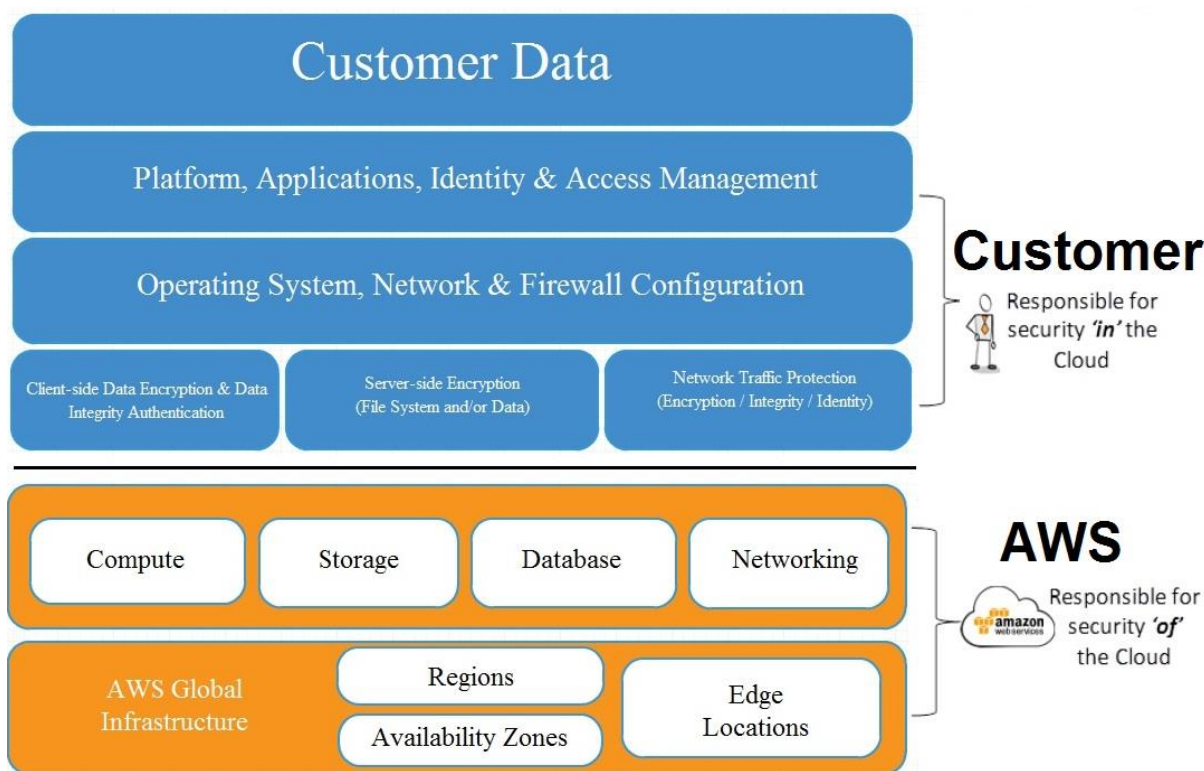 Customer Data
Platform, Applications, Identity & Access Management
Operating System, Network & Firewall Configuration
Client-side Data Encryption & Data
Integrity Authentication
Server-side Encryption
(File System and/or Data)
Network Traffic Protection
(Encryption / Integrity / Identity)
Customer
Responsible for
security 'in' the
Cloud
Compute
Storage
Database
Networking
AWS Global
Infrastructure
Regions
Availability Zones
Edge
Locations
AWS
amazon
webservices
Responsible for
security 'of'
the Cloud